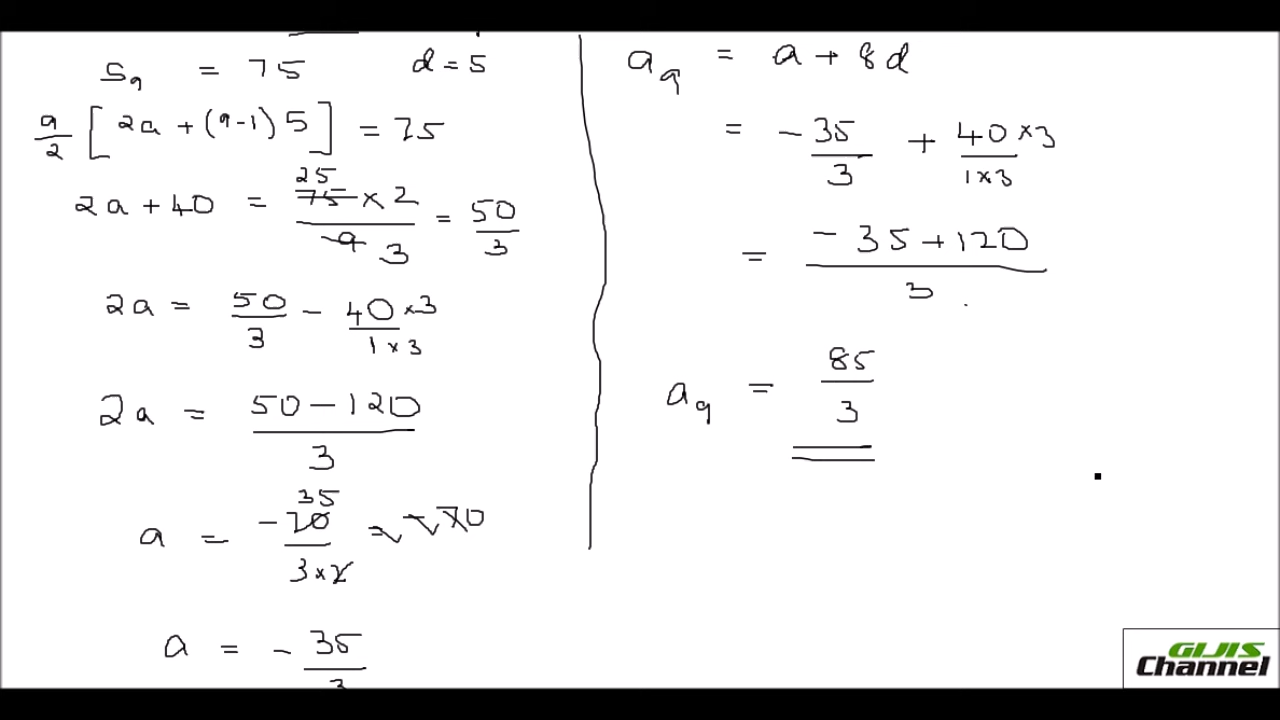 S₉ = 75 d = 5
9/2 [ 2a + (9-1) 5 ] = 75
2a + 40 = 75 25 × 2 / 9 3 = 50/3
2a = 50/3 - 40 × 3 / 1 × 3
2a = 50 - 120 / 3
a = - 70 35 / 3 × 2 =
a = - 35/3
a₉ = a + 8d
= - 35/3 + 40 × 3 / 1 × 3
= - 35 + 120 / 3
a₉ = 85/3
GIJIS
Channel